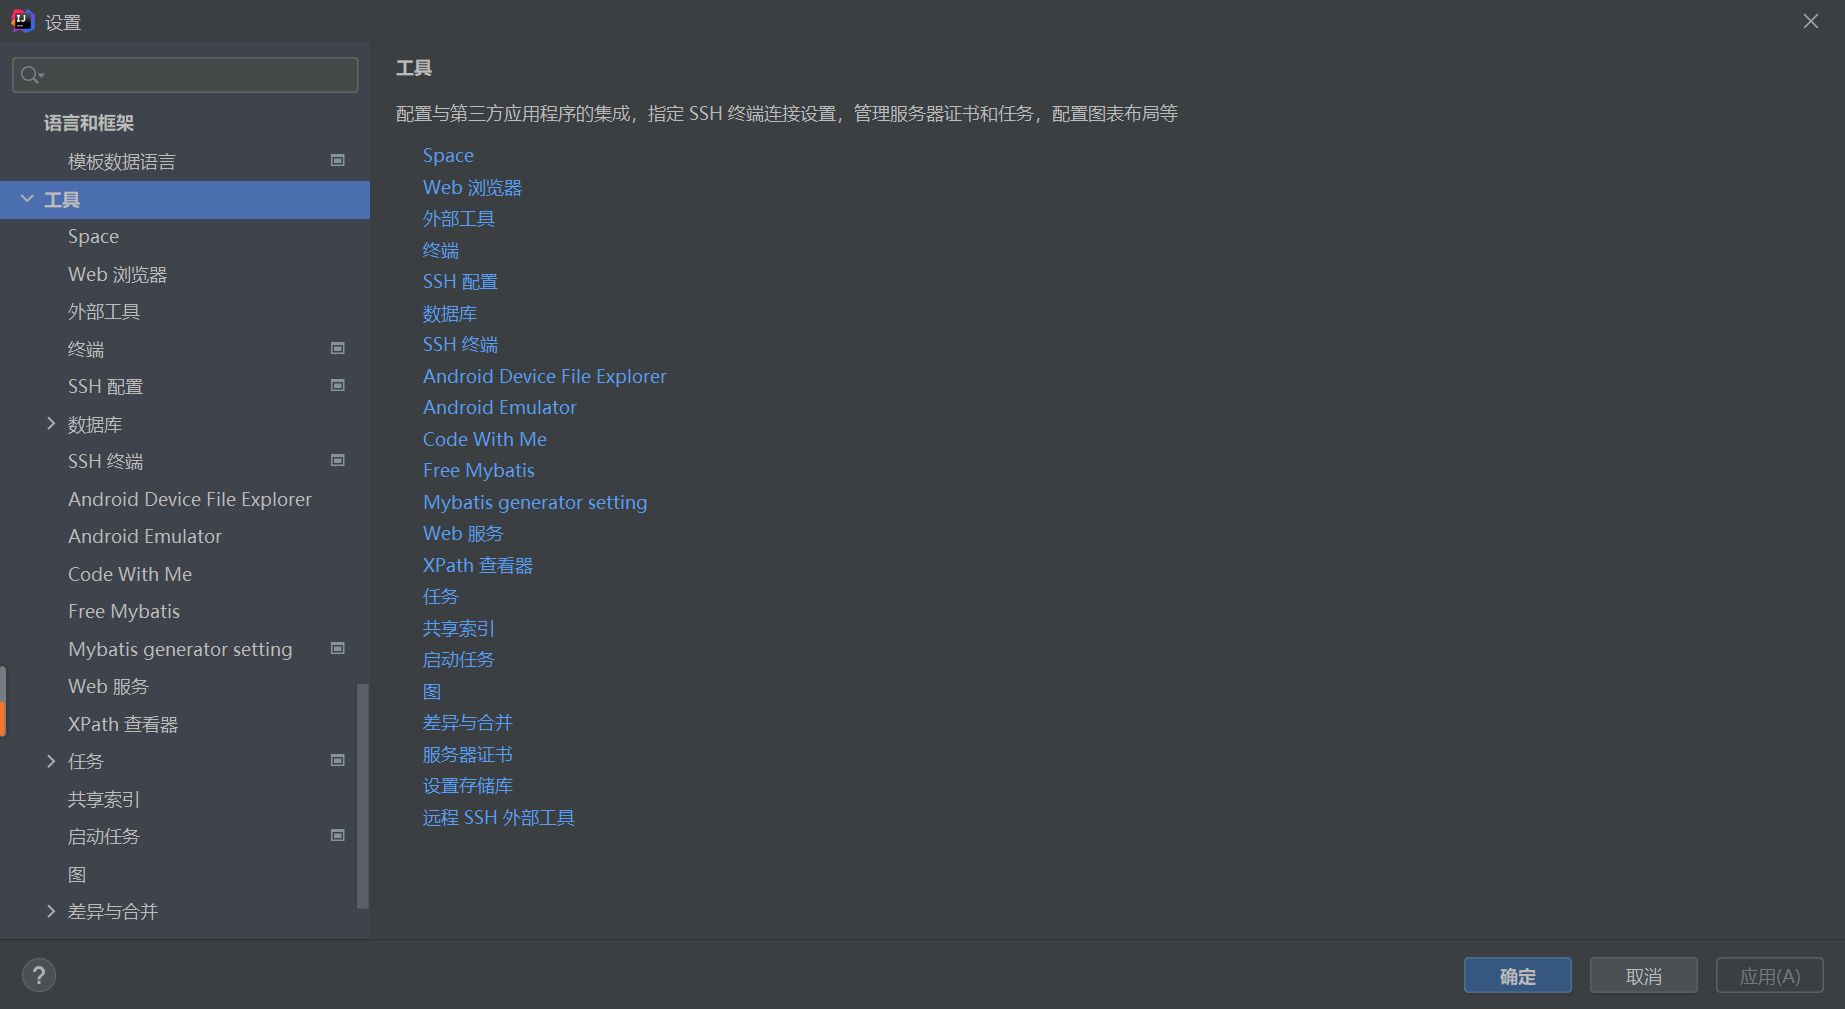 设置
语言和框架
模板数据语言
工具
Space
Web 浏览器
外部工具
终端
SSH 配置
数据库
SSH 终端
Android Device File Explorer
Android Emulator
Code With Me
Free Mybatis
Mybatis generator setting
Web 服务
XPath 查看器
任务
共享索引
启动任务
图
差异与合并
工具
配置与第三方应用程序的集成，指定 SSH 终端连接设置，管理服务器证书和任务，配置图表布局等
Space
Web 浏览器
外部工具
终端
SSH 配置
数据库
SSH 终端
Android Device File Explorer
Android Emulator
Code With Me
Free Mybatis
Mybatis generator setting
Web 服务
XPath 查看器
任务
共享索引
启动任务
图
差异与合并
服务器证书
设置存储库
远程 SSH 外部工具
?
确定
取消
应用(A)